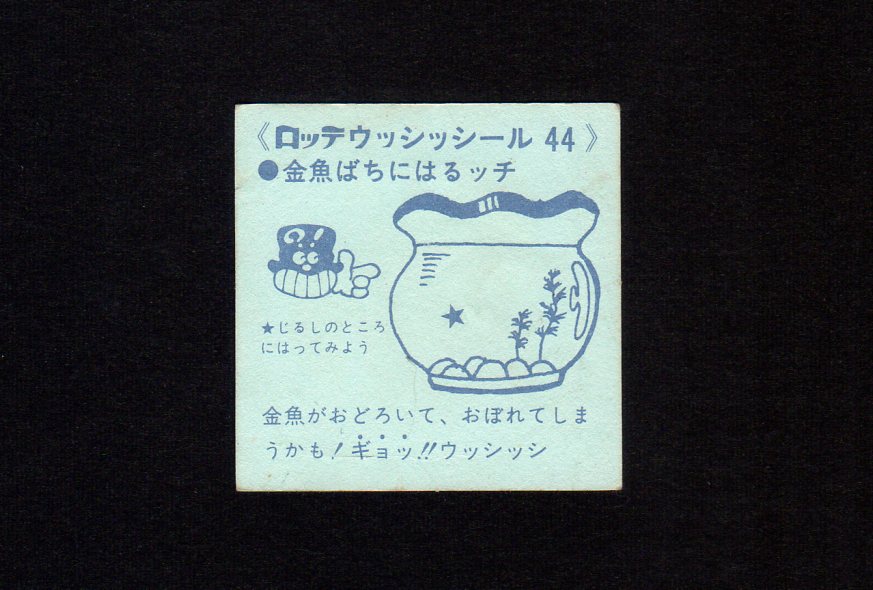 《ロッテウッシッシール 44》
●金魚ばちにはるッチ
?!
★じるしのところ
にはってみよう
金魚がおどろいて、おぼれてしま
うかも!ギョッ!!ウッシッシ